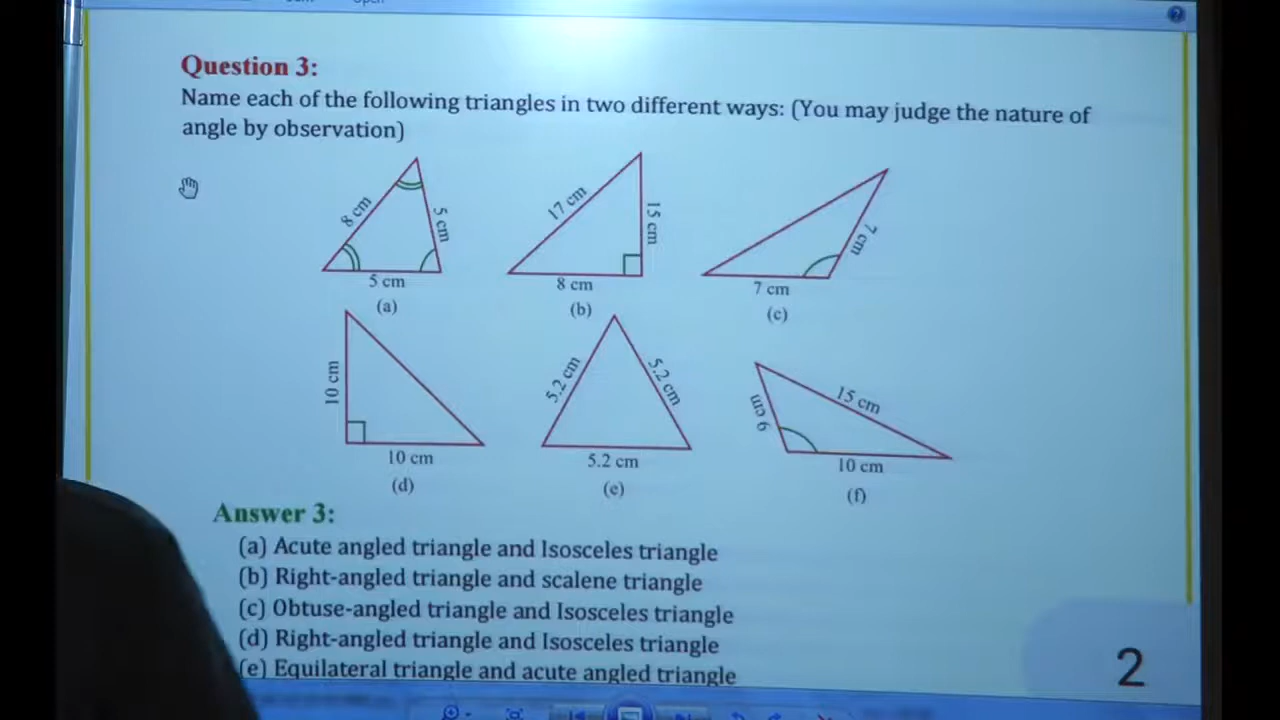 Question 3:
Name each of the following triangles in two different ways: (You may judge the nature of
angle by observation)
8 cm
5 cm
5 cm
(a)
17 cm
15 cm
8 cm
(b)
7 cm
7 cm
(c)
10 cm
10 cm
(d)
5.2 cm
5.2 cm
5.2 cm
(e)
9 cm
15 cm
10 cm
(f)
Answer 3:
(a) Acute angled triangle and Isosceles triangle
(b) Right-angled triangle and scalene triangle
(c) Obtuse-angled triangle and Isosceles triangle
(d) Right-angled triangle and Isosceles triangle
(e) Equilateral triangle and acute angled triangle
2